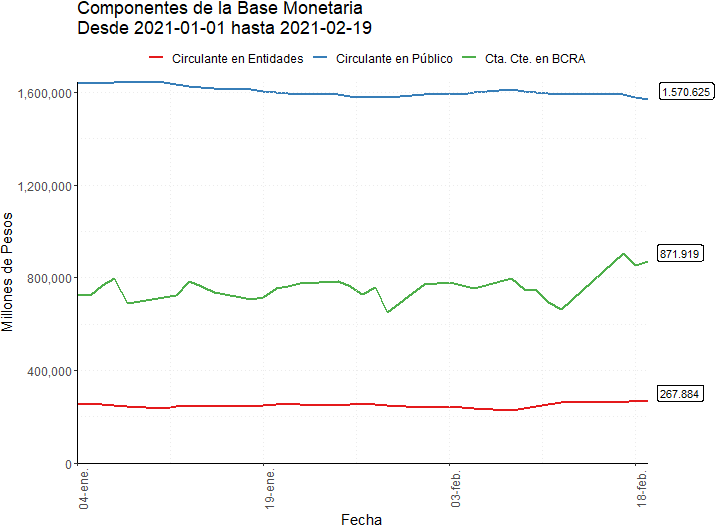 Componentes de la Base Monetaria
Desde 2021-01-01 hasta 2021-02-19
Circulante en Entidades
Circulante en Público
Cta. Cte. en BCRA
Millones de Pesos
1,600,000
1,200,000
800,000
400,000
0
1.570.625
871.919
267.884
04-ene.
19-ene.
03-feb.
18-feb.
Fecha